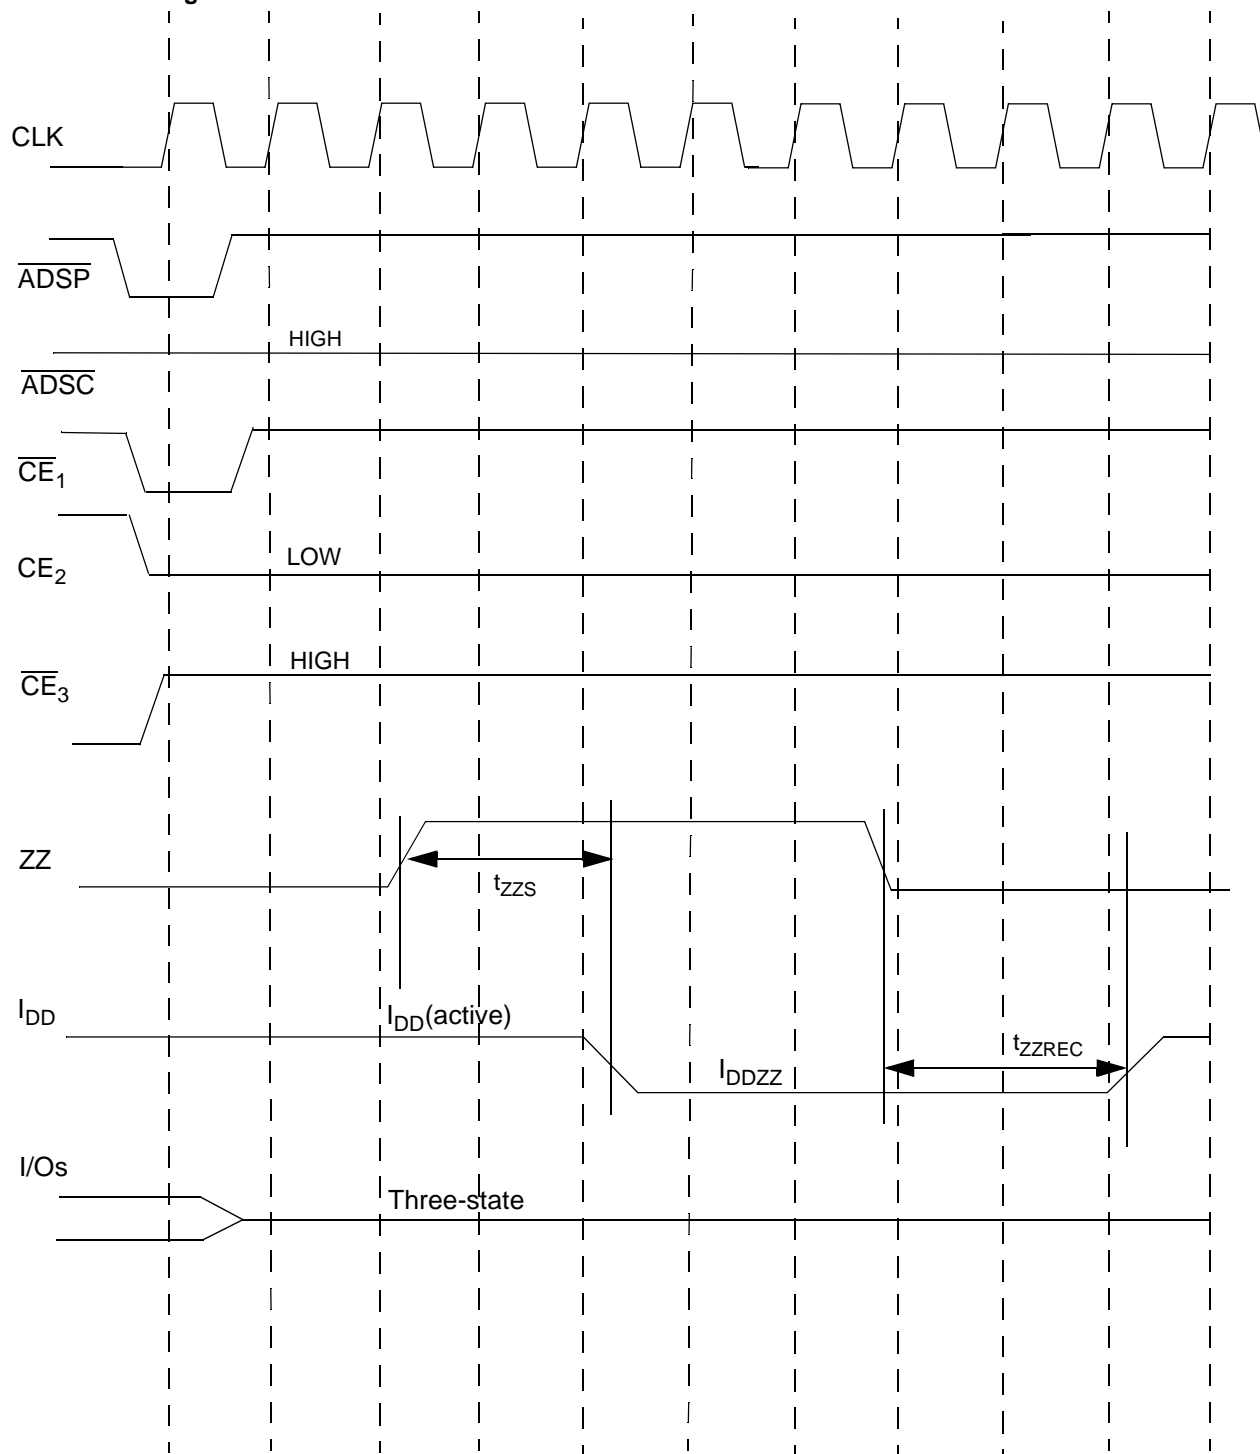 CLK
ADSP
HIGH
ADSC
CE1
LOW
CE2
HIGH
CE3
ZZ
tZZS
IDD
IDD(active)
tZZREC
IDDZZ
I/Os
Three-state